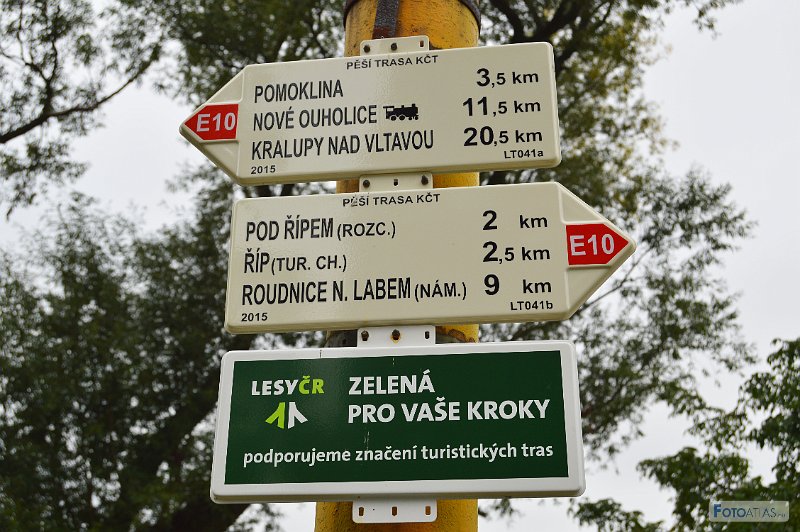 PĚŠÍ TRASA KČT
POMOKLINA 3,5 km
NOVÉ OUHOLICE 11,5 km
KRALUPY NAD VLTAVOU 20,5 km
E10
2015 LT041a
PĚŠÍ TRASA KČT
POD ŘÍPEM (ROZC.) 2 km
ŘÍP (TUR. CH.) 2,5 km
ROUDNICE N. LABEM (NÁM.) 9 km
E10
2015 LT041b
LESYČR ZELENÁ
PRO VAŠE KROKY
podporujeme značení turistických tras
FOTOATLAS.EU